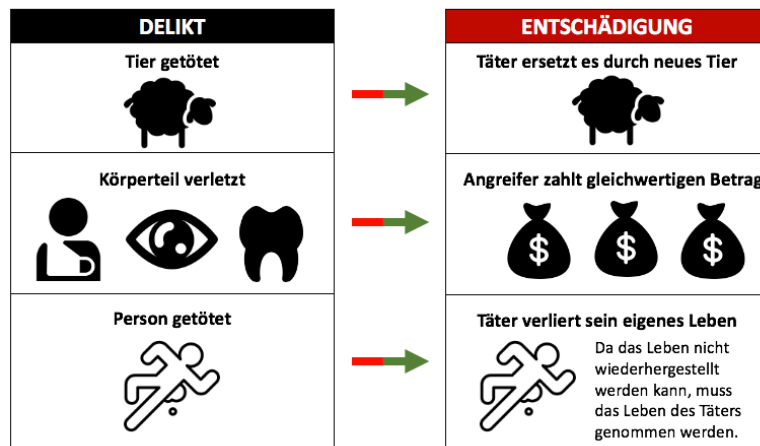 DELIKT
ENTSCHÄDIGUNG
Tier getötet
Täter ersetzt es durch neues Tier
Körperteil verletzt
Angreifer zahlt gleichwertigen Betrag
$ $ $
Person getötet
Täter verliert sein eigenes Leben
Da das Leben nicht
wiederhergestellt
werden kann, muss
das Leben des Täters
genommen werden.